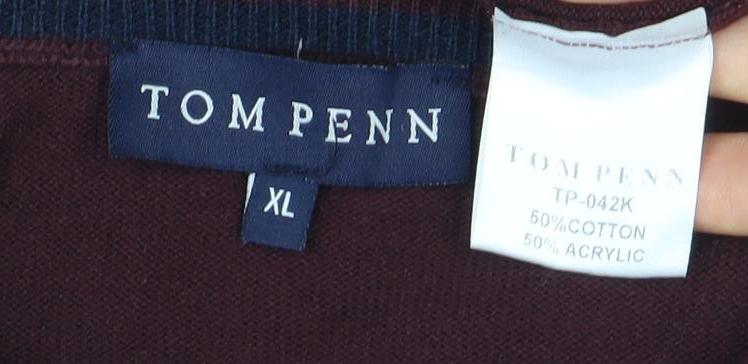 TOM PENN
XL
TOM PENN
TP-042K
50%COTTON
50% ACRYLIC